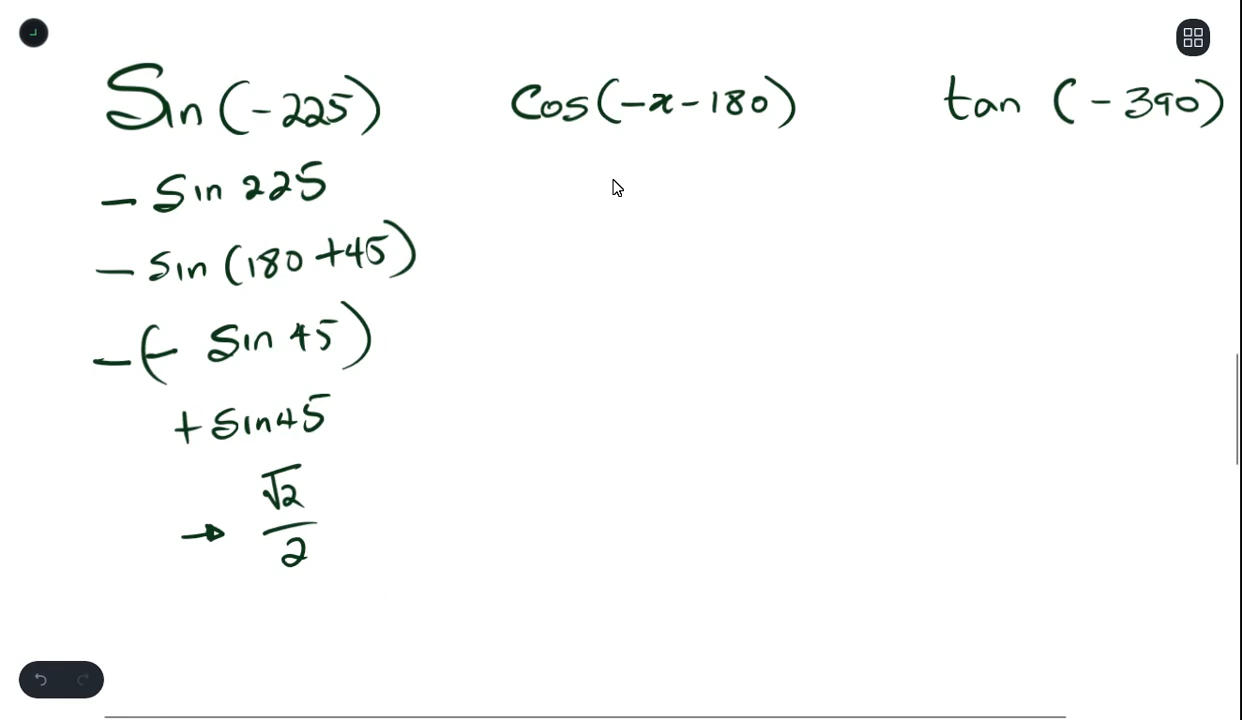 Sin (-225)
- Sin 225
- Sin (180 +45)
-(- Sin 45)
+ Sin45
→ √2/2
Cos(-x-180)
tan (-390)